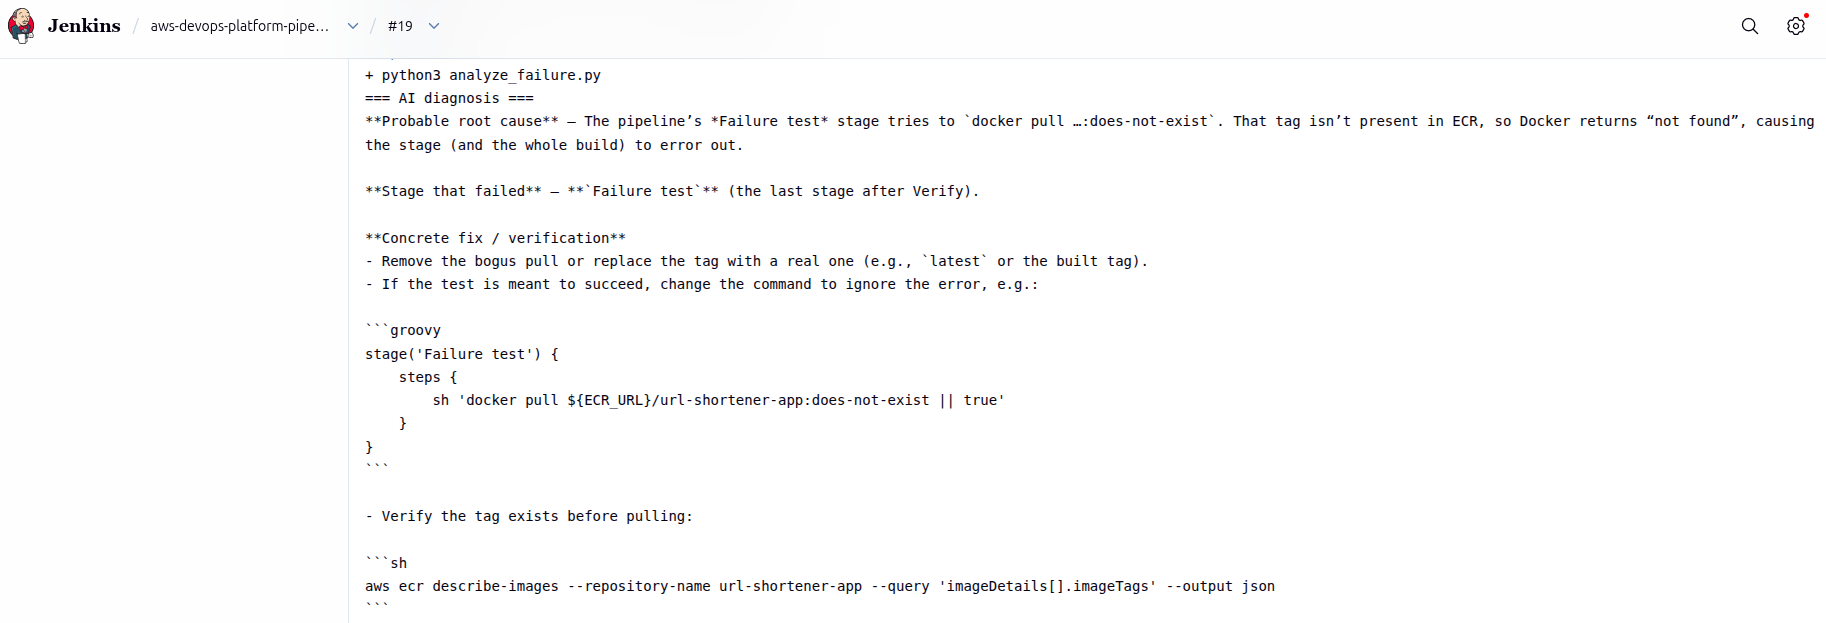 Jenkins / aws-devops-platform-pipe... / #19
+ python3 analyze_failure.py
=== AI diagnosis ===
**Probable root cause** – The pipeline’s *Failure test* stage tries to `docker pull …:does-not-exist`. That tag isn’t present in ECR, so Docker returns “not found”, causing
the stage (and the whole build) to error out.
**Stage that failed** – **`Failure test`** (the last stage after Verify).
**Concrete fix / verification**
- Remove the bogus pull or replace the tag with a real one (e.g., `latest` or the built tag).
- If the test is meant to succeed, change the command to ignore the error, e.g.:
```groovy
stage('Failure test') {
    steps {
        sh 'docker pull ${ECR_URL}/url-shortener-app:does-not-exist || true'
    }
}
```
- Verify the tag exists before pulling:
```sh
aws ecr describe-images --repository-name url-shortener-app --query 'imageDetails[].imageTags' --output json
```